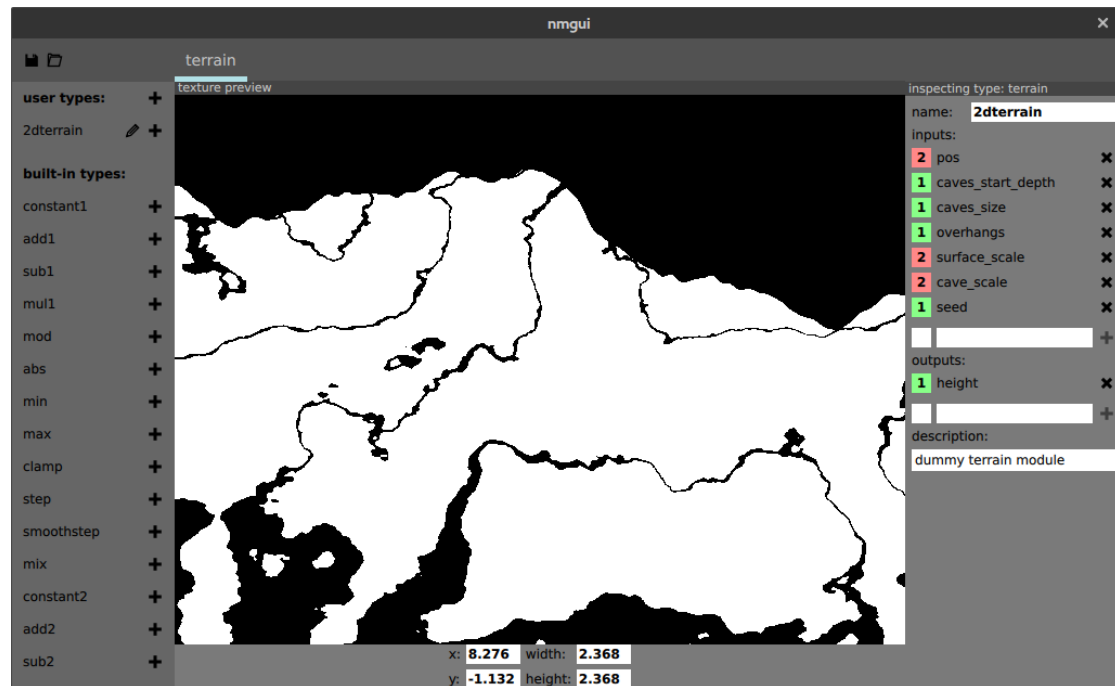 nmgui
terrain
texture preview
inspecting type: terrain
user types:
2dterrain
built-in types:
constant1
add1
sub1
mul1
mod
abs
min
max
clamp
step
smoothstep
mix
constant2
add2
sub2
x: 8.276 width: 2.368
y: -1.132 height: 2.368
name: 2dterrain
inputs:
2 pos
1 caves_start_depth
1 caves_size
1 overhangs
2 surface_scale
2 cave_scale
1 seed
outputs:
1 height
description:
dummy terrain module